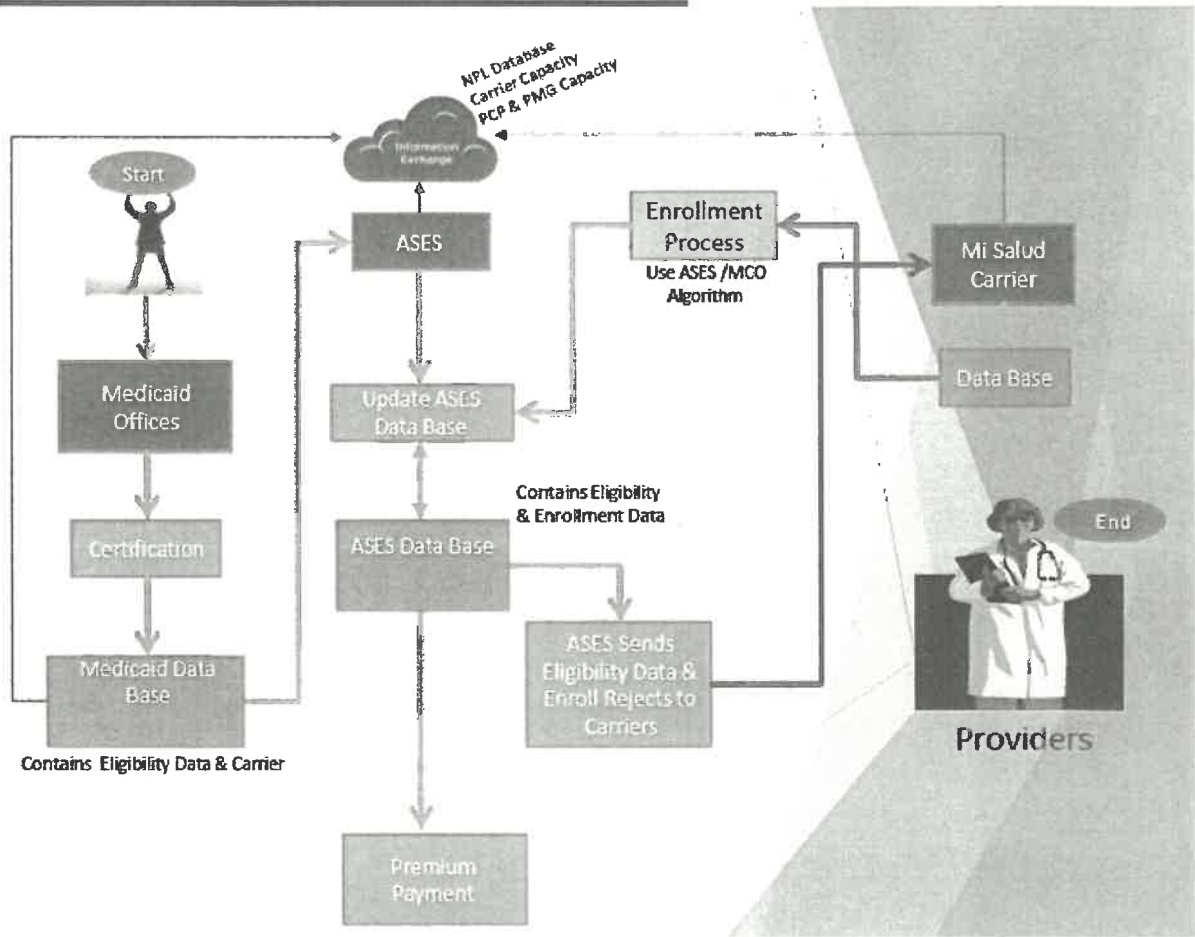 NPL Database
Carrier Capacity
PCP & PMG Capacity
Information
Exchange
Start
ASES
Enrollment
Process
Use ASES /MCO
Algorithm
Mi Salud
Carrier
Medicaid
Offices
Update ASES
Data Base
Data Base
Contains Eligibility
& Enrollment Data
Certification
ASES Data Base
End
Medicaid Data
Base
ASES Sends
Eligibility Data &
Enroll Rejects to
Carriers
Contains Eligibility Data & Carrier
Providers
Premium
Payment